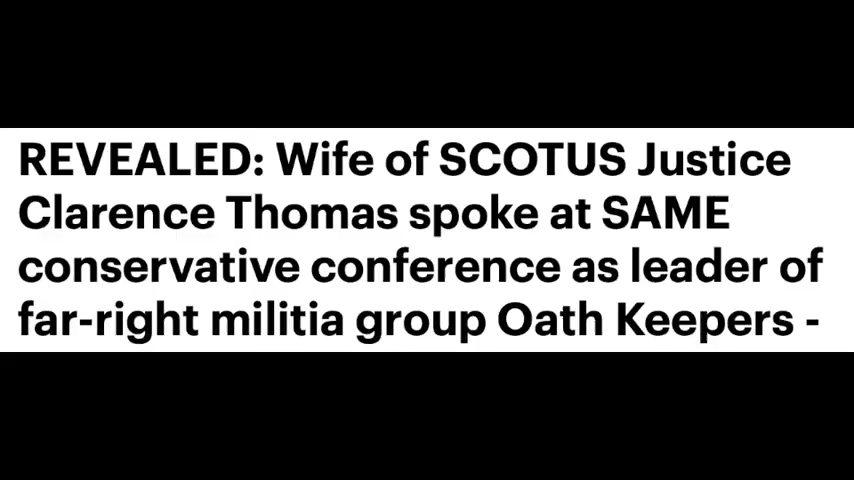 REVEALED: Wife of SCOTUS Justice
Clarence Thomas spoke at SAME
conservative conference as leader of
far-right militia group Oath Keepers -